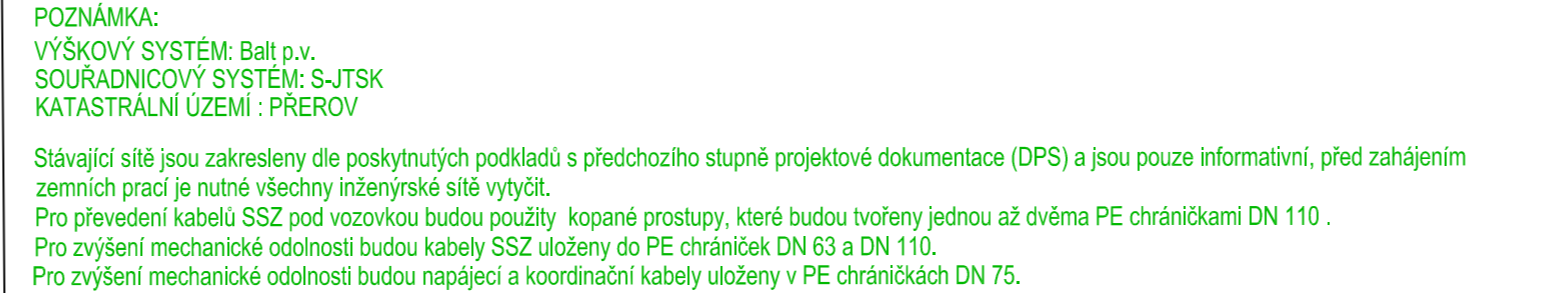 POZNÁMKA:
VÝŠKOVÝ SYSTÉM: Balt p.v.
SOUŘADNICOVÝ SYSTÉM: S-JTSK
KATASTRÁLNÍ ÚZEMÍ : PŘEROV
Stávající sítě jsou zakresleny dle poskytnutých podkladů s předchozího stupně projektové dokumentace (DPS) a jsou pouze informativní, před zahájením
zemních prací je nutné všechny inženýrské sítě vytyčit.
Pro převedení kabelů SSZ pod vozovkou budou použity  kopané prostupy, které budou tvořeny jednou až dvěma PE chráničkami DN 110 .
Pro zvýšení mechanické odolnosti budou kabely SSZ uloženy do PE chrániček DN 63 a DN 110.
Pro zvýšení mechanické odolnosti budou napájecí a koordinační kabely uloženy v PE chráničkách DN 75.